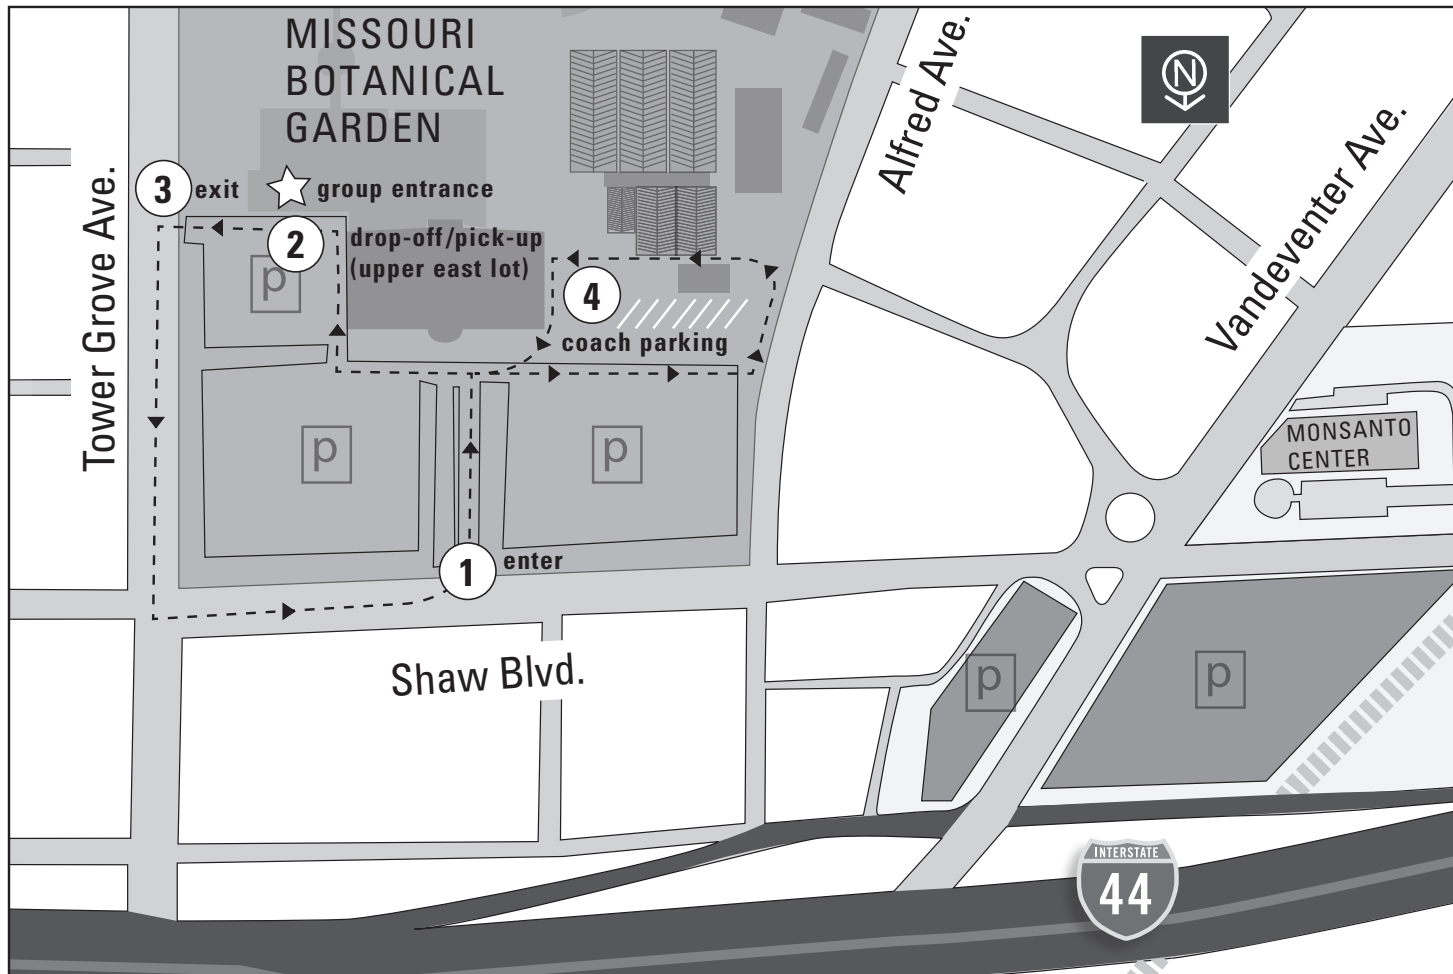 MISSOURI
BOTANICAL
GARDEN
Alfred Ave.
N
Vandeventer Ave.
3 exit
group entrance
Tower Grove Ave.
2
drop-off/pick-up
(upper east lot)
p
4
coach parking
p
p
MONSANTO
CENTER
1 enter
Shaw Blvd.
p
p
INTERSTATE
44